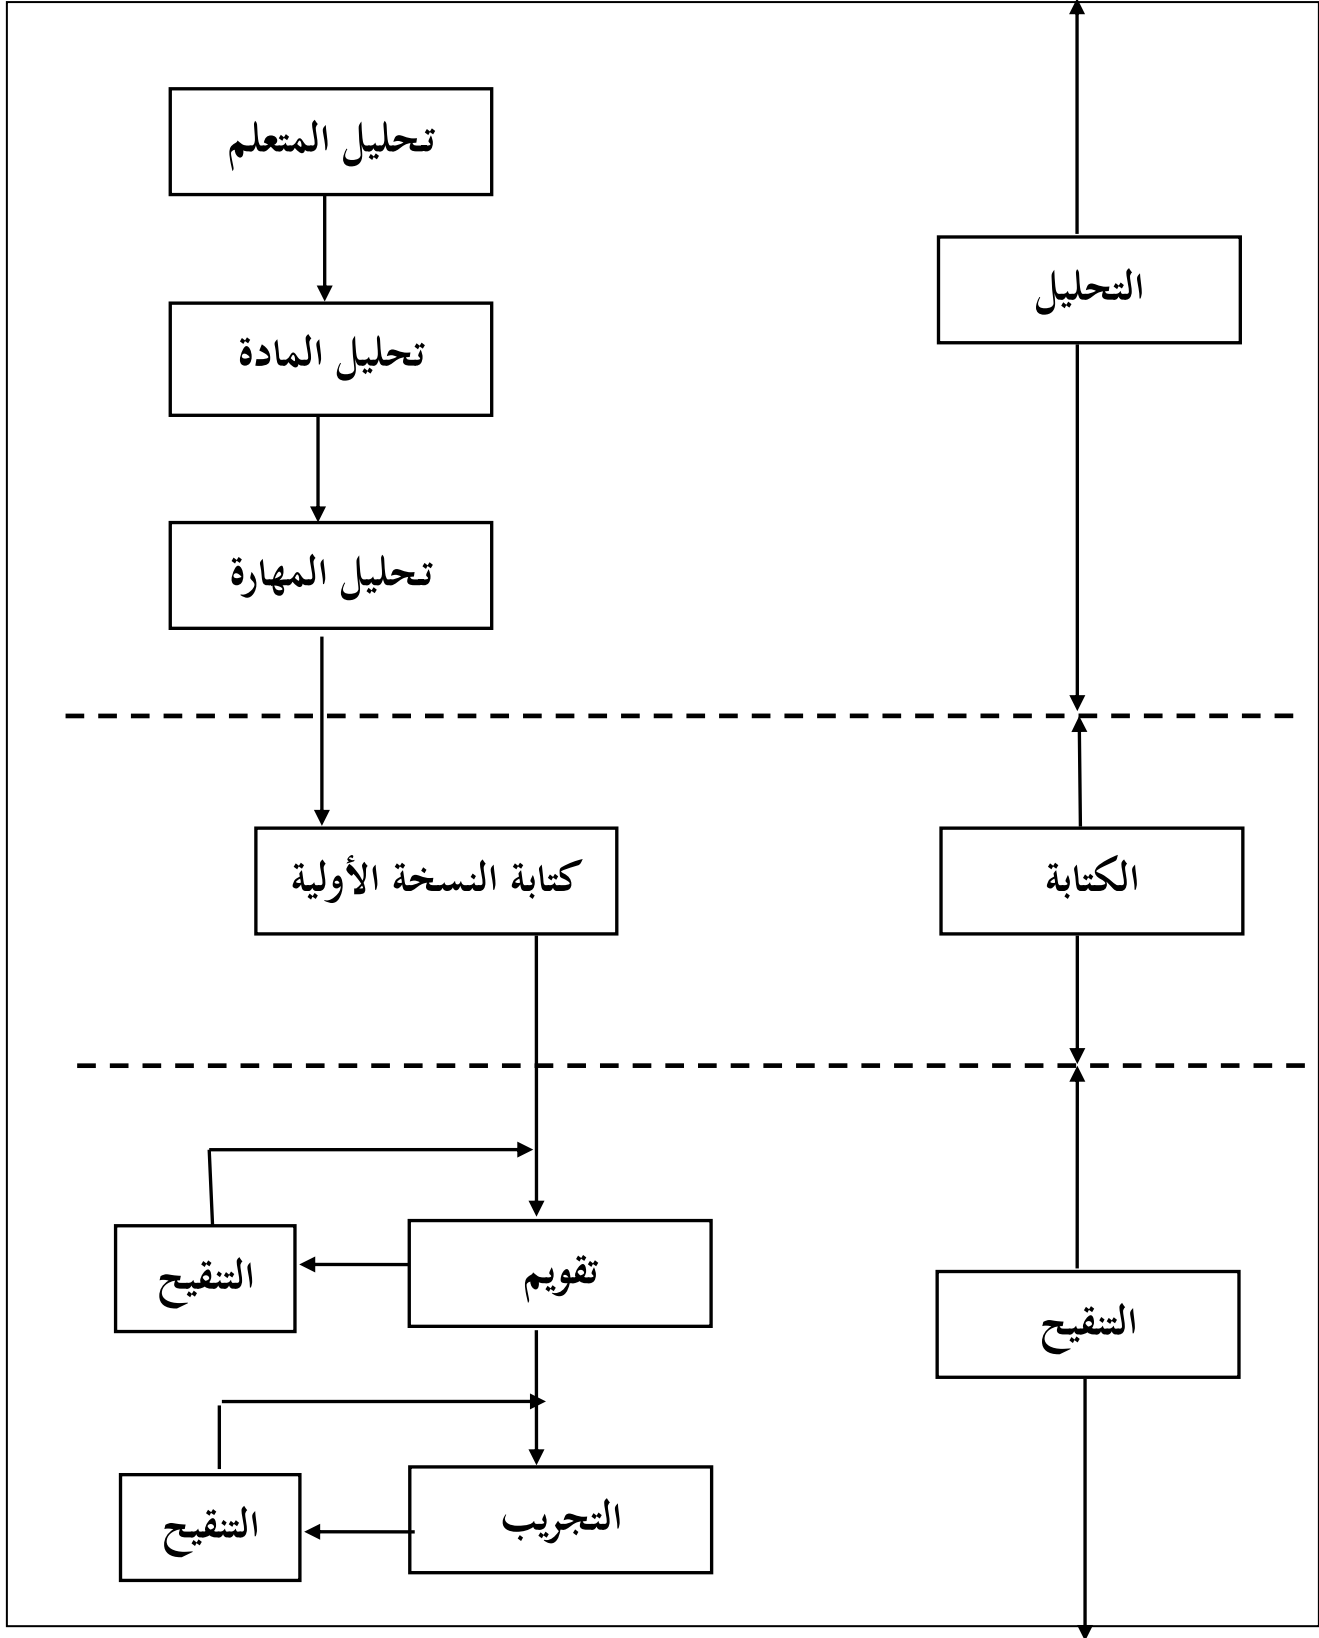 تحليل المتعلم
التحليل
تحليل المادة
تحليل المهارة
الكتابة
كتابة النسخة الأولية
تقويم
التنقيح
التنقيح
التجريب
التنقيح